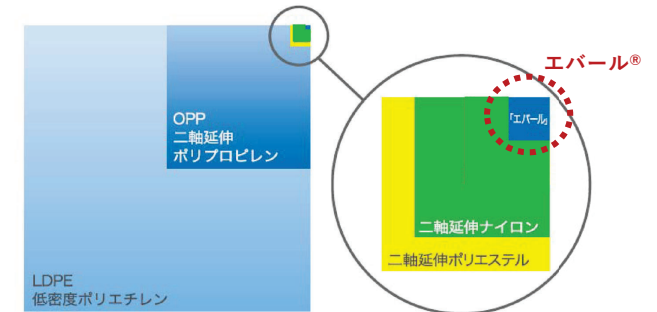 エバール®
OPP
二軸延伸
ポリプロピレン
「エバール」
二軸延伸ナイロン
二軸延伸ポリエステル
LDPE
低密度ポリエチレン